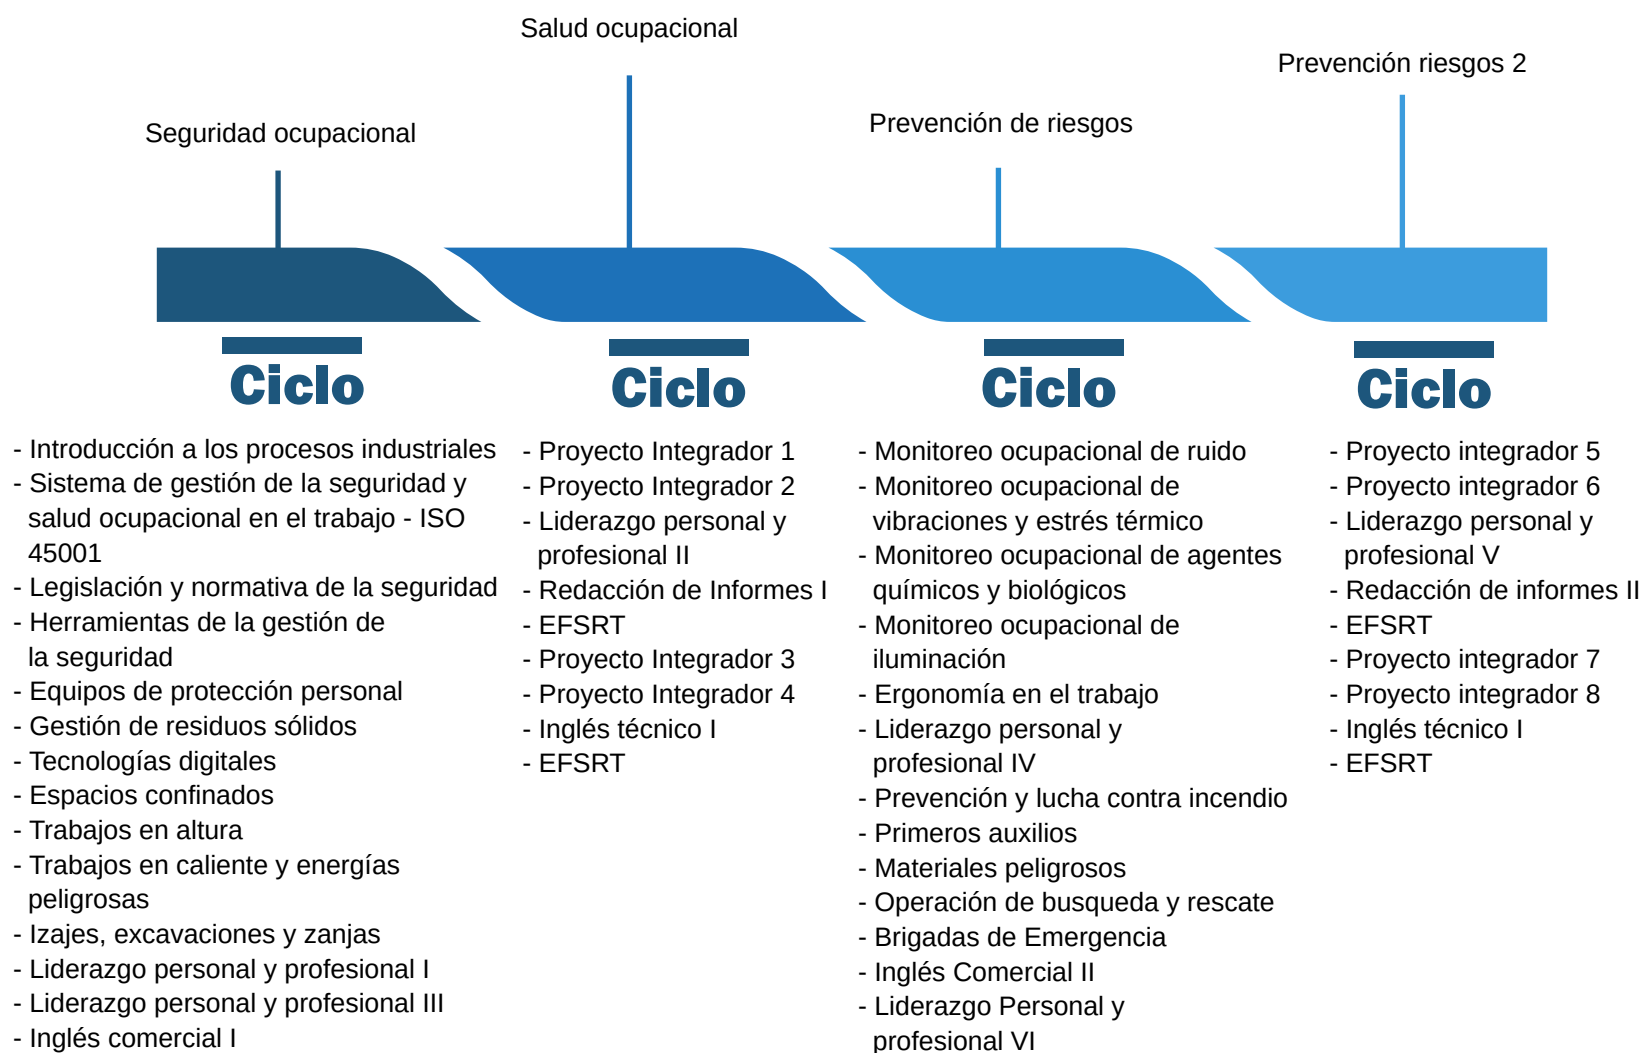 Salud ocupacional
Prevención riesgos 2
Prevención de riesgos
Seguridad ocupacional
Ciclo
- Introducción a los procesos industriales
- Sistema de gestión de la seguridad y
salud ocupacional en el trabajo - ISO
45001
- Legislación y normativa de la seguridad
- Herramientas de la gestión de
la seguridad
- Equipos de protección personal
- Gestión de residuos sólidos
- Tecnologías digitales
- Espacios confinados
- Trabajos en altura
- Trabajos en caliente y energías
peligrosas
- Izajes, excavaciones y zanjas
- Liderazgo personal y profesional I
- Liderazgo personal y profesional III
- Inglés comercial I
Ciclo
- Proyecto Integrador 1
- Proyecto Integrador 2
- Liderazgo personal y
profesional II
- Redacción de Informes I
- EFSRT
- Proyecto Integrador 3
- Proyecto Integrador 4
- Inglés técnico I
- EFSRT
Ciclo
- Monitoreo ocupacional de ruido
- Monitoreo ocupacional de
vibraciones y estrés térmico
- Monitoreo ocupacional de agentes
químicos y biológicos
- Monitoreo ocupacional de
iluminación
- Ergonomía en el trabajo
- Liderazgo personal y
profesional IV
- Prevención y lucha contra incendio
- Primeros auxilios
- Materiales peligrosos
- Operación de busqueda y rescate
- Brigadas de Emergencia
- Inglés Comercial II
- Liderazgo Personal y
profesional VI
Ciclo
- Proyecto integrador 5
- Proyecto integrador 6
- Liderazgo personal y
profesional V
- Redacción de informes II
- EFSRT
- Proyecto integrador 7
- Proyecto integrador 8
- Inglés técnico I
- EFSRT